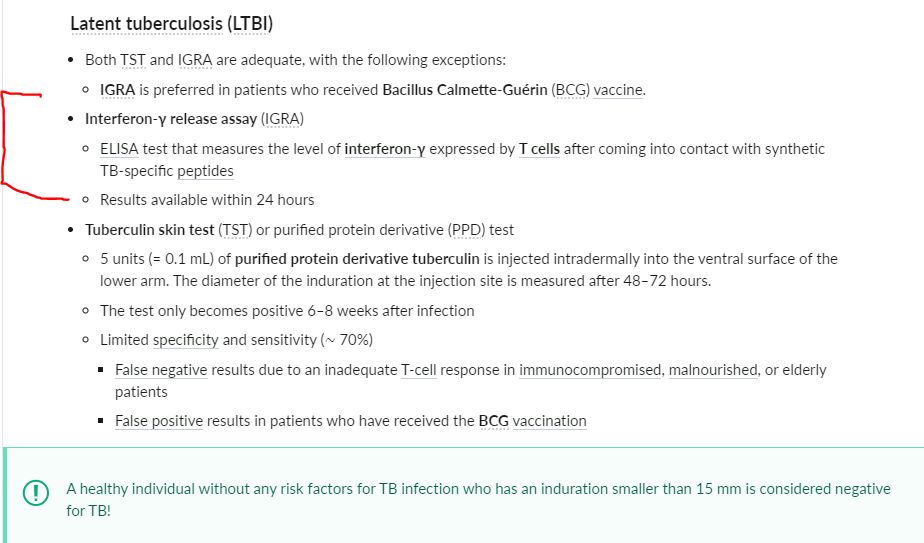 Latent tuberculosis (LTBI)
• Both TST and IGRA are adequate, with the following exceptions:
◦ IGRA is preferred in patients who received Bacillus Calmette-Guérin (BCG) vaccine.
• Interferon-γ release assay (IGRA)
◦ ELISA test that measures the level of interferon-γ expressed by T cells after coming into contact with synthetic
TB-specific peptides
◦ Results available within 24 hours
• Tuberculin skin test (TST) or purified protein derivative (PPD) test
◦ 5 units (= 0.1 mL) of purified protein derivative tuberculin is injected intradermally into the ventral surface of the
lower arm. The diameter of the induration at the injection site is measured after 48–72 hours.
◦ The test only becomes positive 6–8 weeks after infection
◦ Limited specificity and sensitivity (~ 70%)
▪ False negative results due to an inadequate T-cell response in immunocompromised, malnourished, or elderly
patients
▪ False positive results in patients who have received the BCG vaccination
A healthy individual without any risk factors for TB infection who has an induration smaller than 15 mm is considered negative
for TB!